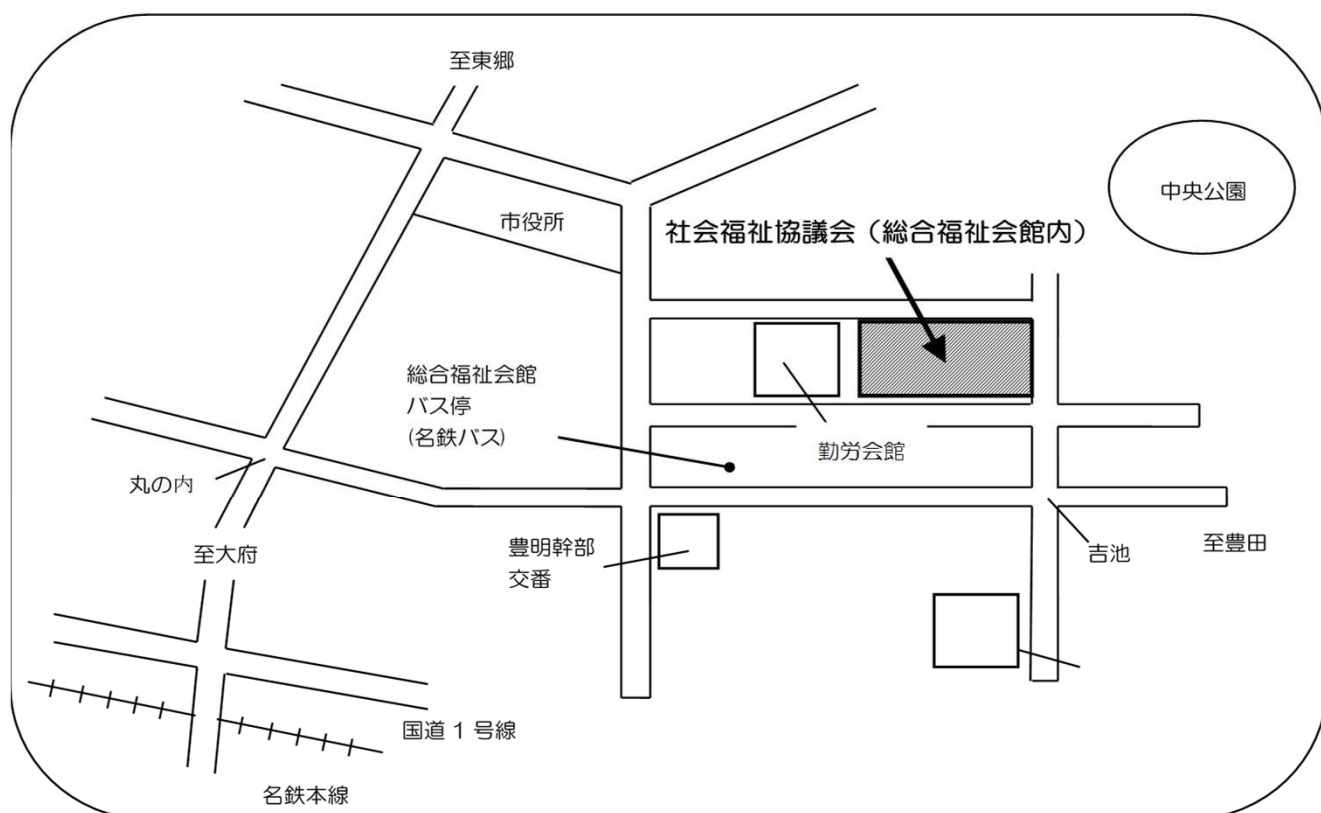 至東郷
中央公園
市役所
社会福祉協議会（総合福祉会館内）
総合福祉会館
バス停
(名鉄バス)
勤労会館
丸の内
豊明幹部
交番
吉池
至豊田
至大府
国道 1 号線
名鉄本線